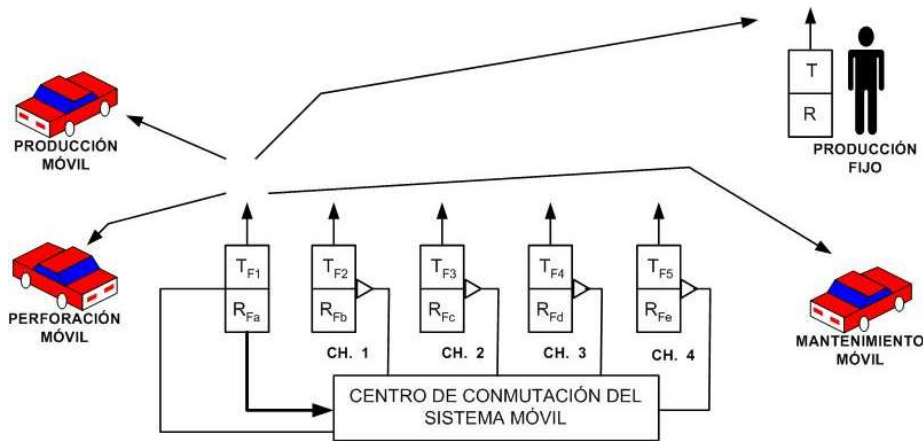 T
R
PRODUCCIÓN
MÓVIL
PRODUCCIÓN
FIJO
T_F1
T_F2
T_F3
T_F4
T_F5
R_Fa
R_Fb
R_Fc
R_Fd
R_Fe
PERFORACIÓN
MÓVIL
MANTENIMIENTO
MÓVIL
CH. 1
CH. 2
CH. 3
CH. 4
CENTRO DE CONMUTACIÓN DEL
SISTEMA MÓVIL